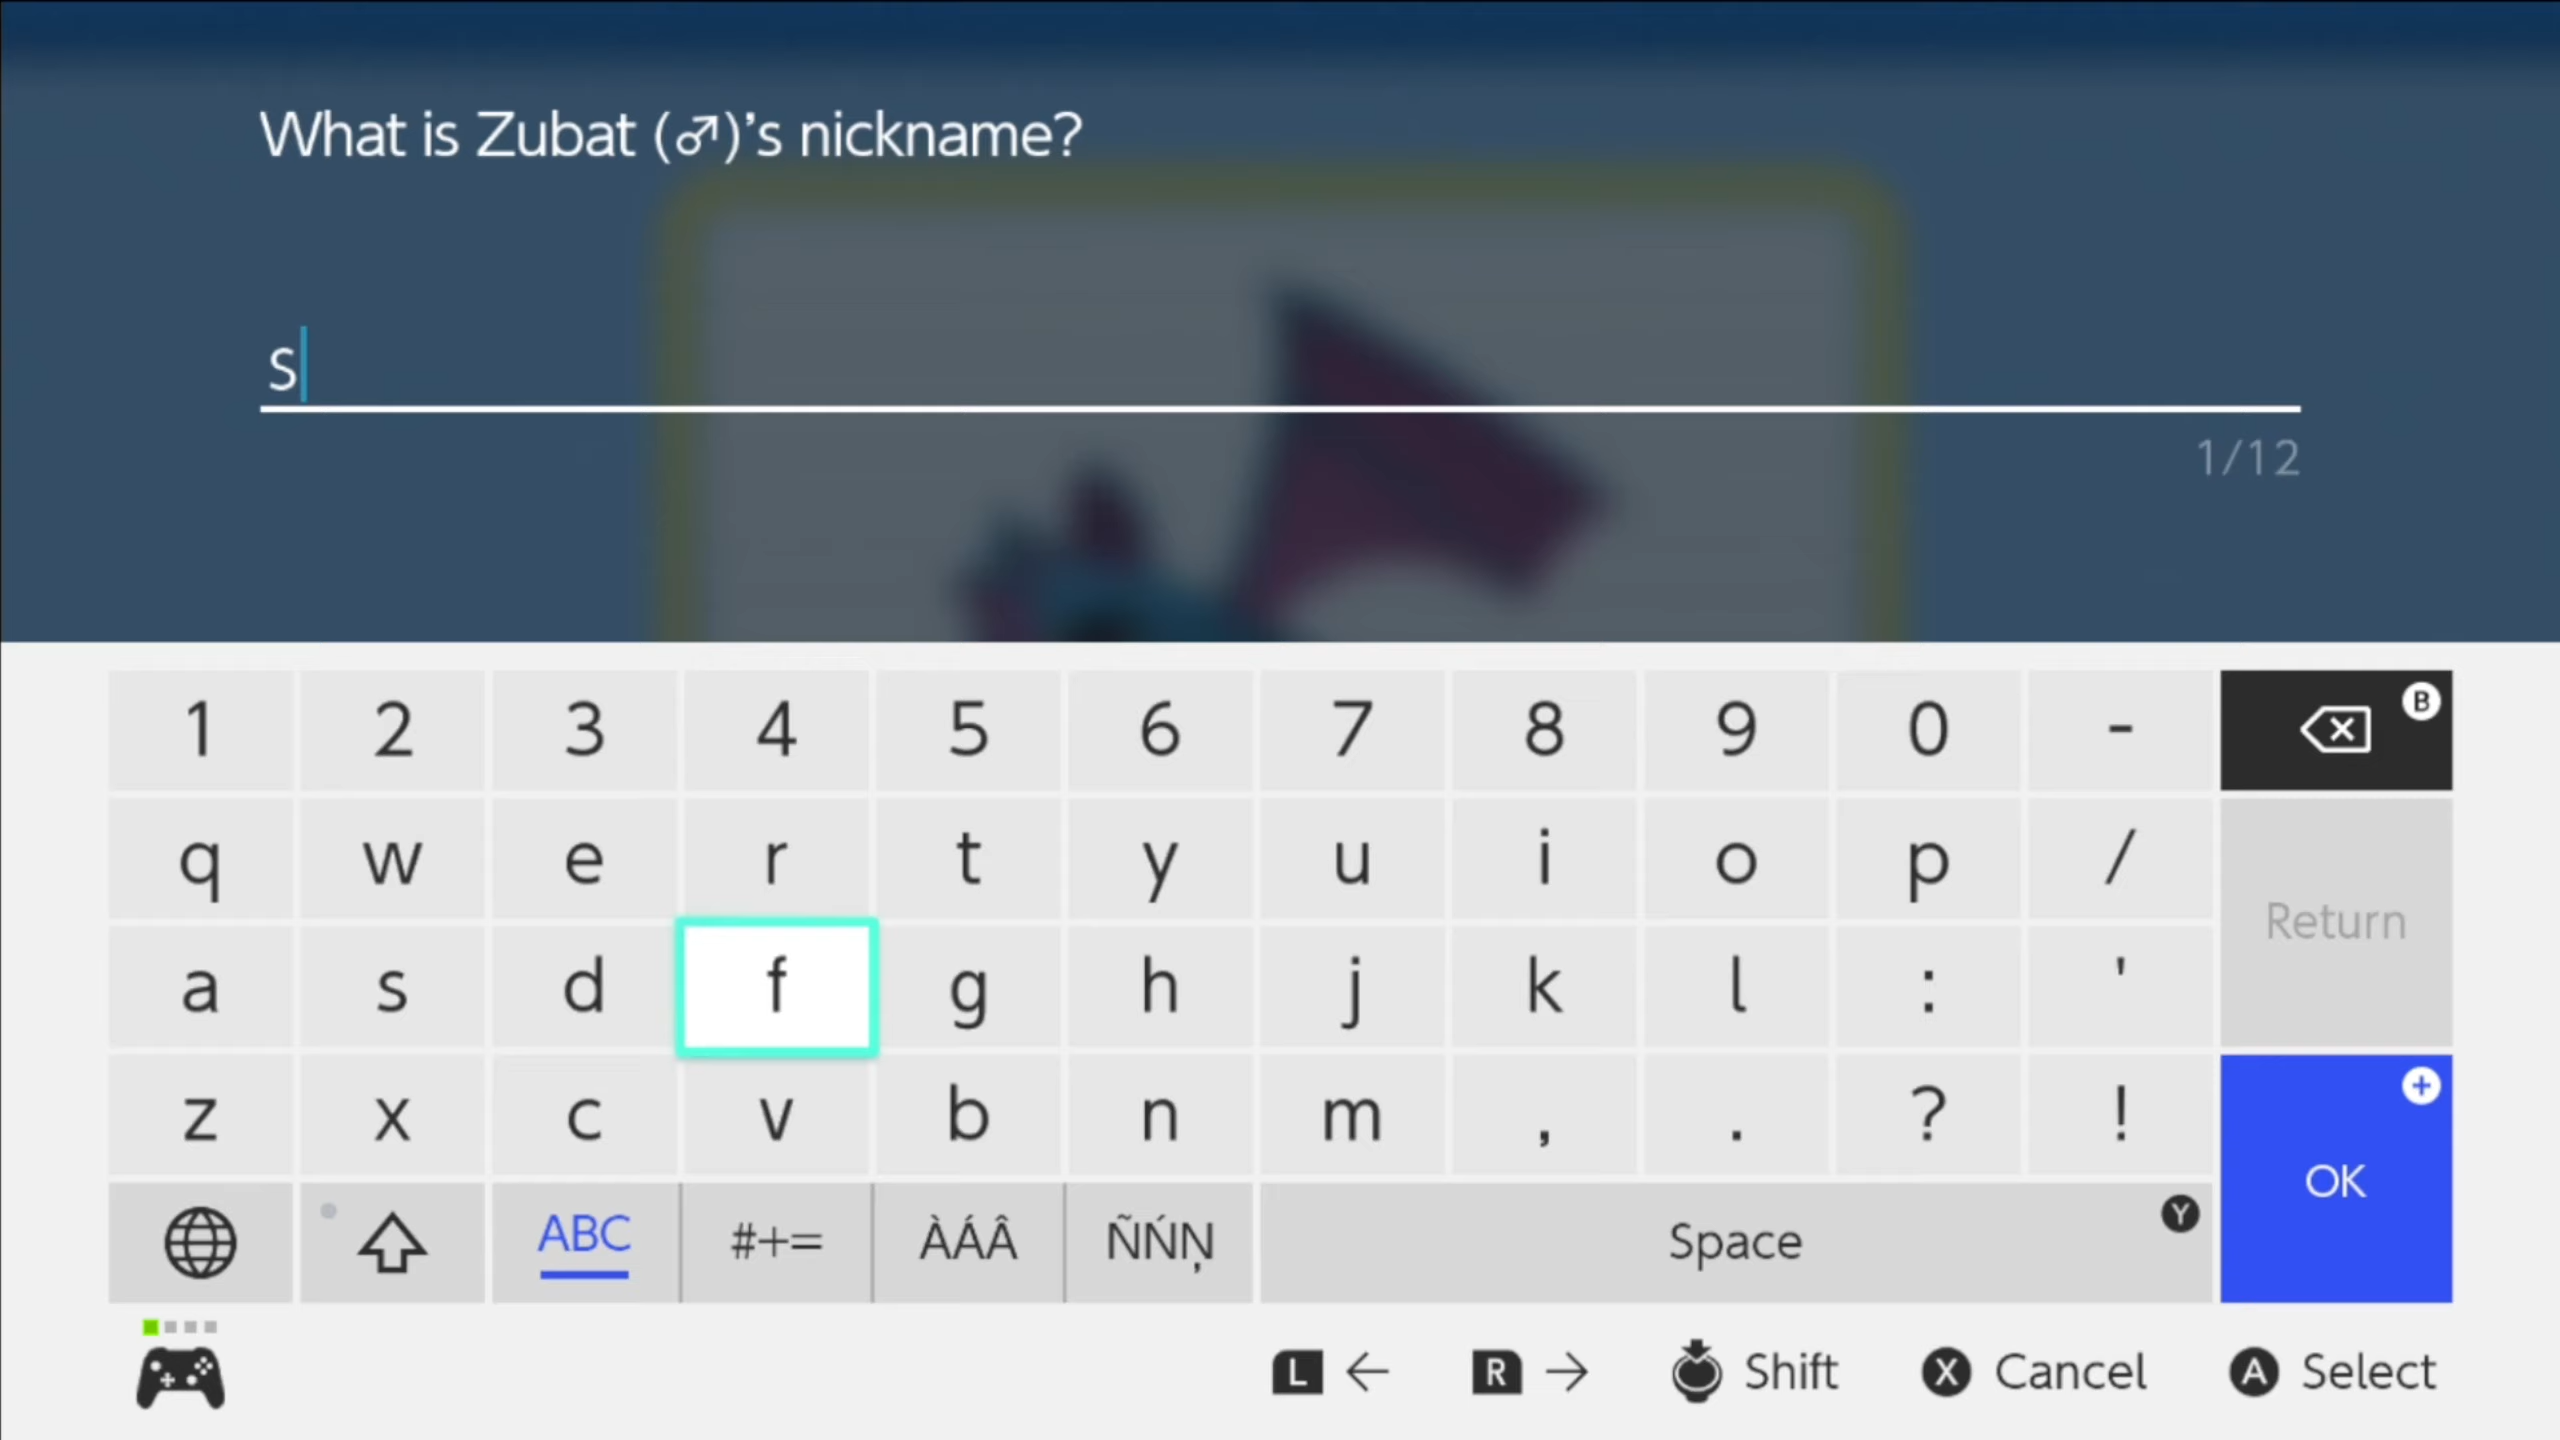 What is Zubat (♂)'s nickname?
s
1/12
1 2 3 4 5 6 7 8 9 0 - B
q w e r t y u i o p /
Return
a s d f g h j k l : '
z x c v b n m , . ? ! +
OK
ABC #+= ÀÁÂ ÑŃŅ Space Y
L ← R → Shift X Cancel A Select